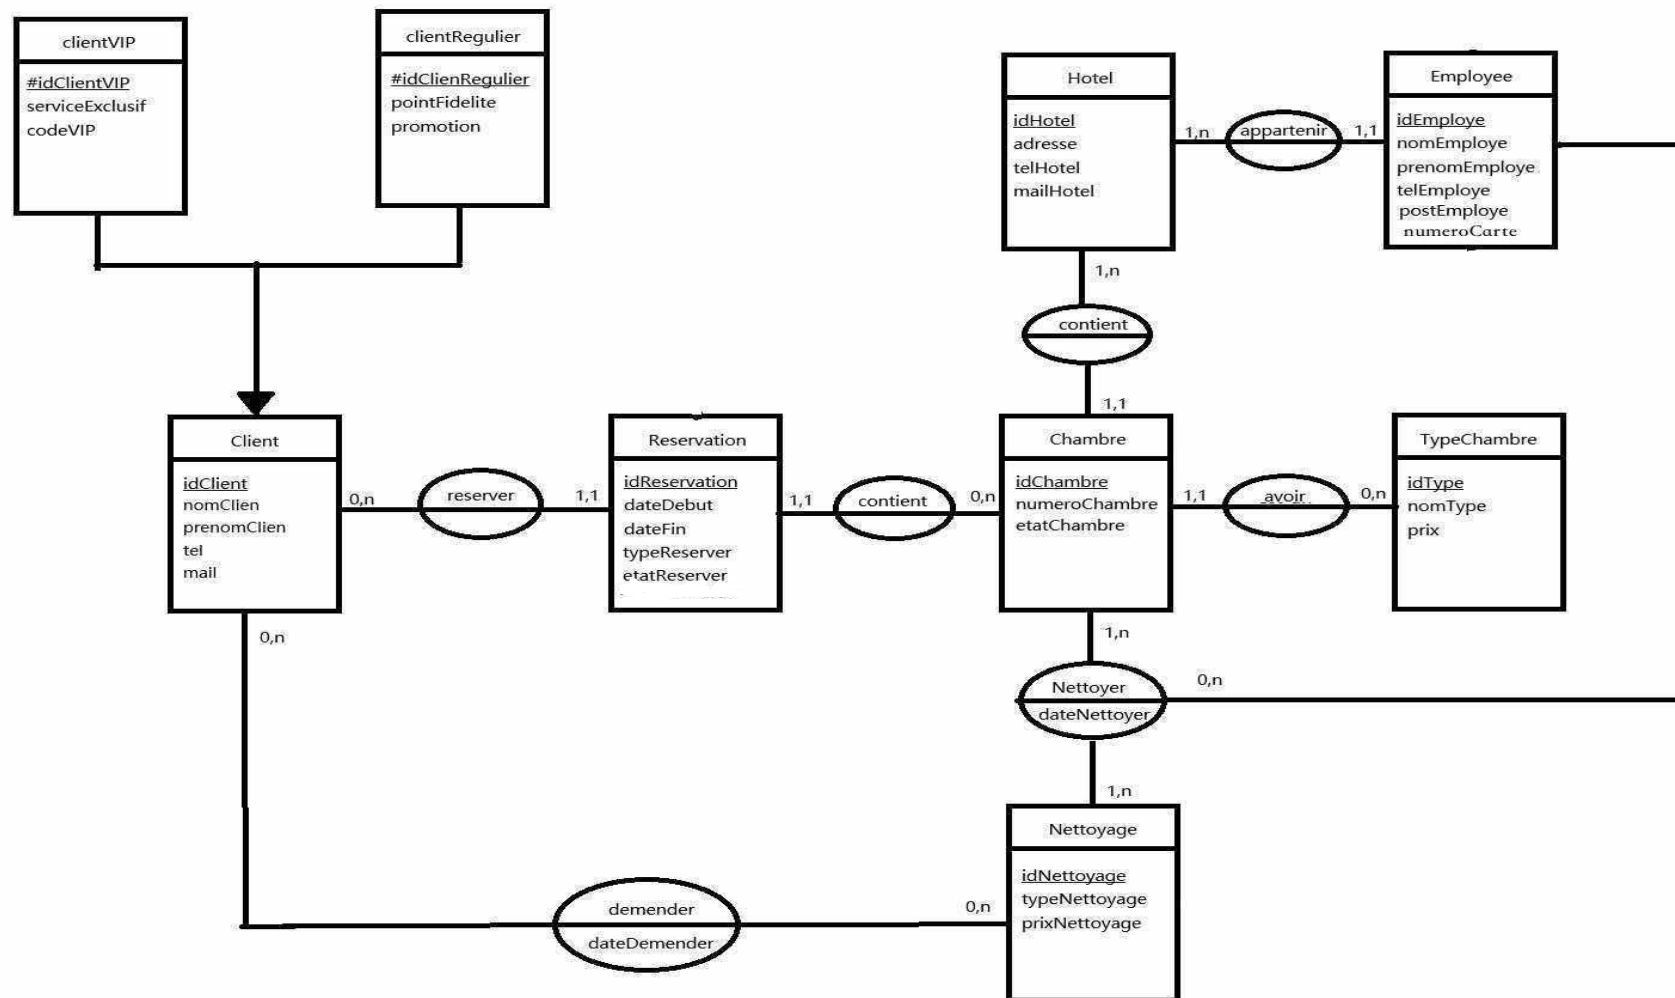 clientVIP
#idClientVIP
serviceExclusif
codeVIP
clientRegulier
#idClienRegulier
pointFidelite
promotion
Hotel
idHotel
adresse
telHotel
mailHotel
1,n
appartenir
1,1
Employee
idEmploye
nomEmploye
prenomEmploye
telEmploye
postEmploye
numeroCarte
1,n
contient
1,1
Client
idClient
nomClien
prenomClien
tel
mail
0,n
reserver
1,1
Reservation
idReservation
dateDebut
dateFin
typeReserver
etatReserver
1,1
contient
0,n
Chambre
idChambre
numeroChambre
etatChambre
1,1
avoir
0,n
TypeChambre
idType
nomType
prix
0,n
1,n
Nettoyer
dateNettoyer
0,n
1,n
Nettoyage
idNettoyage
typeNettoyage
prixNettoyage
demender
dateDemender
0,n